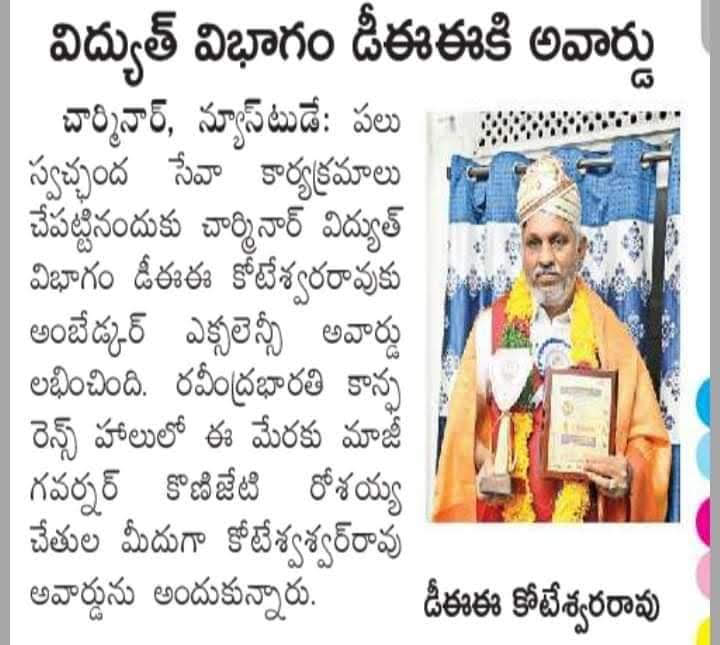 విద్యుత్ విభాగం డీఈఈకి అవార్డు
చార్మినార్, న్యూస్‌టుడే: పలు
స్వచ్ఛంద సేవా కార్యక్రమాలు
చేపట్టినందుకు చార్మినార్ విద్యుత్
విభాగం డీఈఈ కోటేశ్వరరావుకు
అంబేడ్కర్ ఎక్సలెన్సీ అవార్డు
లభించింది. రవీంద్రభారతి కాన్ఫ
రెన్స్ హాలులో ఈ మేరకు మాజీ
గవర్నర్ కొణిజేటి రోశయ్య
చేతుల మీదుగా కోటేశ్వశ్వర్‌రావు
అవార్డును అందుకున్నారు.
డీఈఈ కోటేశ్వరరావు